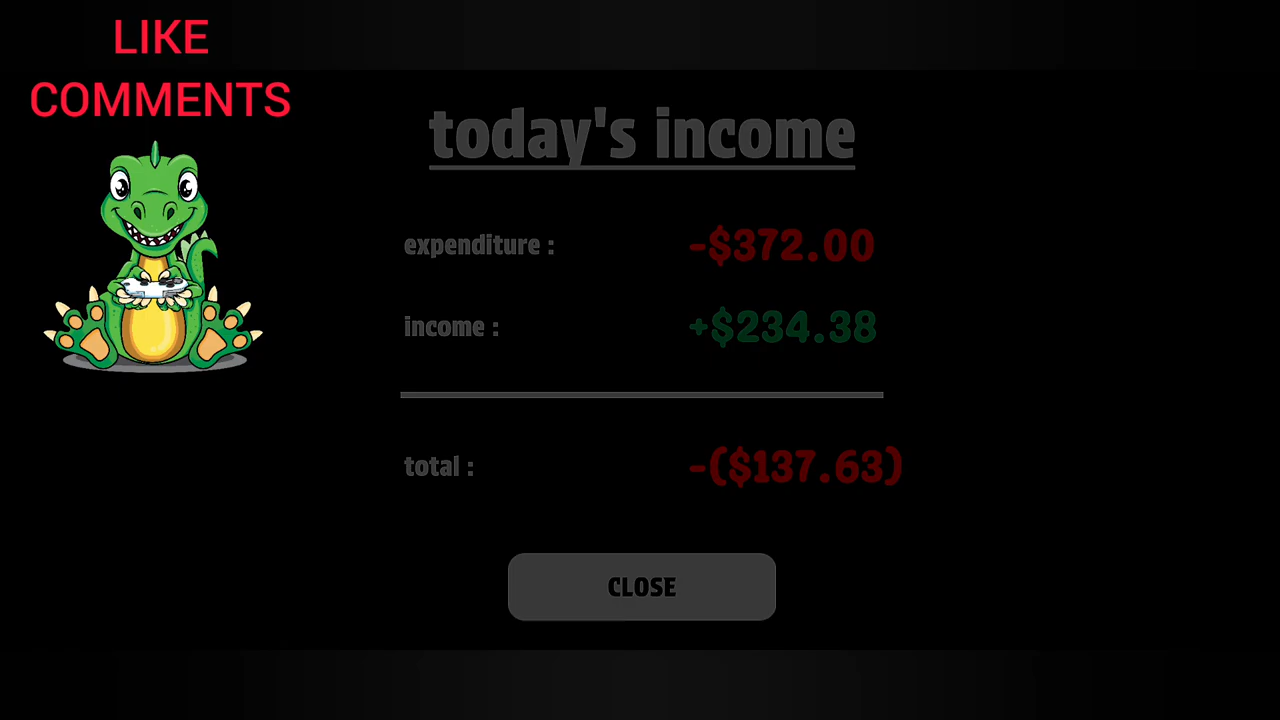 LIKE
COMMENTS
today's income
expenditure : -$372.00
income : +$234.38
total : -($137.63)
CLOSE